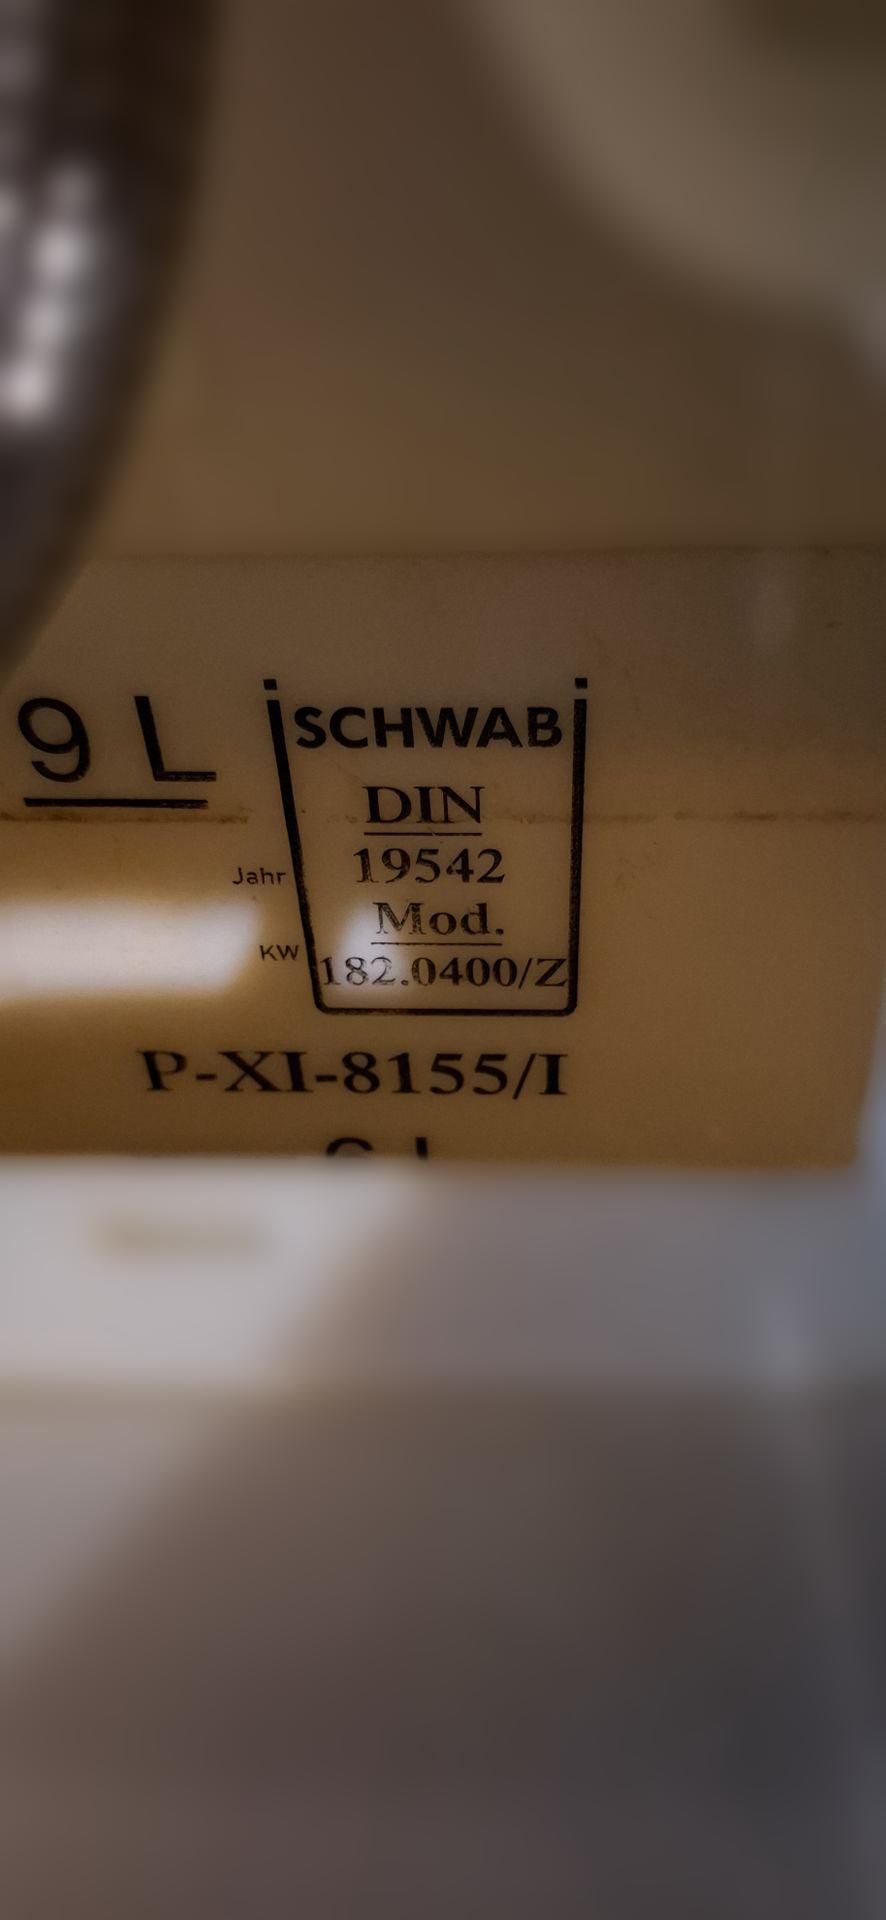 9 L
SCHWAB
DIN
19542
Jahr
Mod.
KW
182.0400/Z
P-XI-8155/I